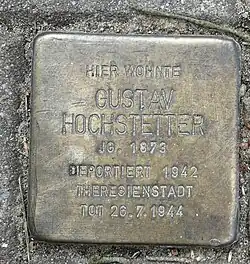 HIER WOHNTE
GUSTAV
HOCHSTETTER
JG. 1873
DEPORTIERT 1942
THERESIENSTADT
TOT 26.7.1944